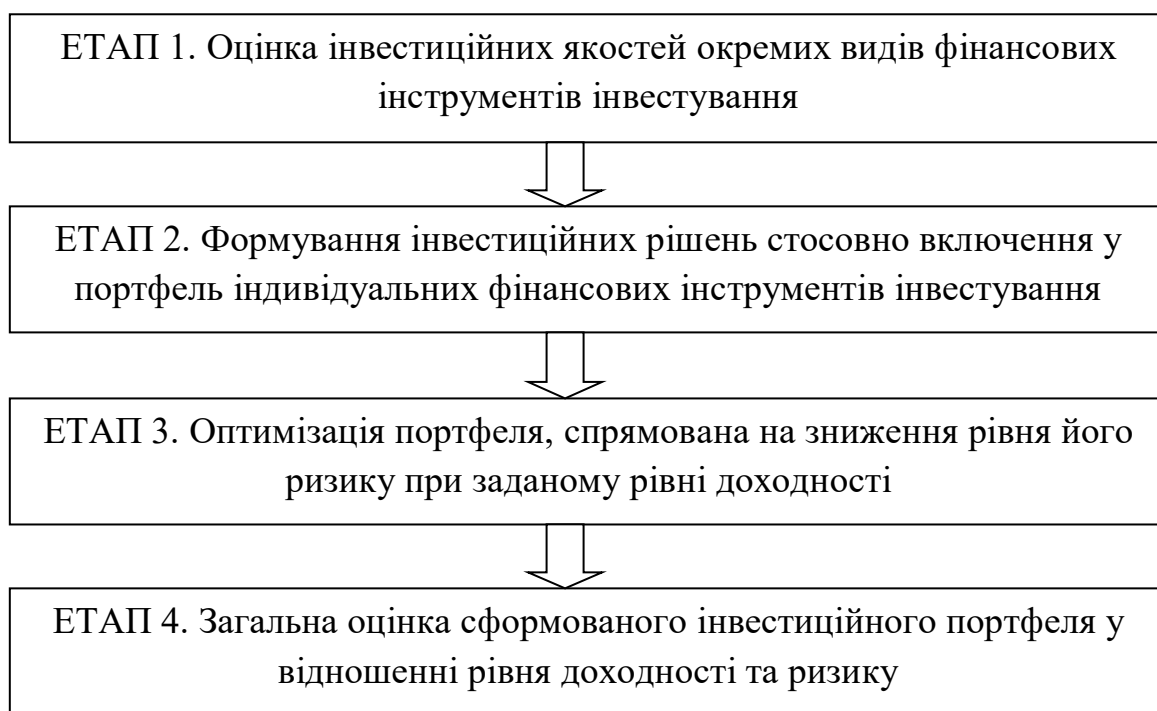 ЕТАП 1. Оцінка інвестиційних якостей окремих видів фінансових
інструментів інвестування
ЕТАП 2. Формування інвестиційних рішень стосовно включення у
портфель індивідуальних фінансових інструментів інвестування
ЕТАП 3. Оптимізація портфеля, спрямована на зниження рівня його
ризику при заданому рівні доходності
ЕТАП 4. Загальна оцінка сформованого інвестиційного портфеля у
відношенні рівня доходності та ризику